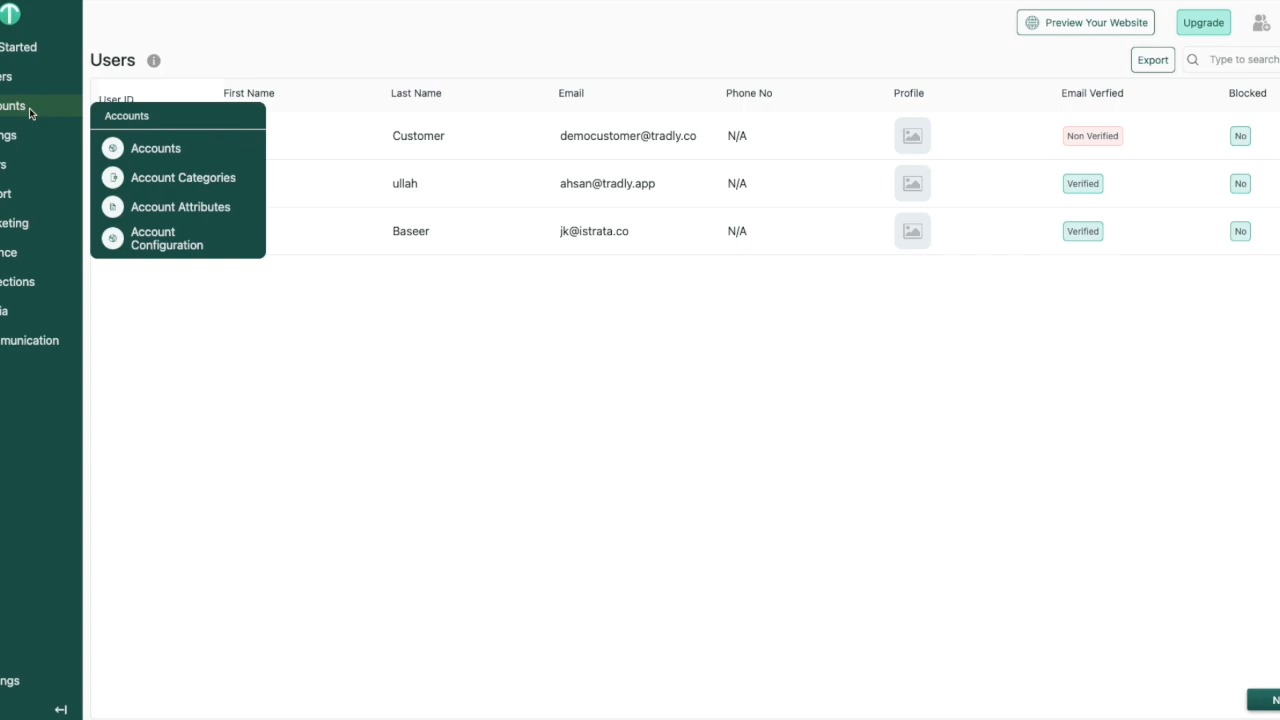 Preview Your Website
Upgrade
Started
ers
ounts
ngs
rs
ort
keting
nce
ections
ia
munication
ngs
Users
Export
Type to search
User ID
First Name
Last Name
Email
Phone No
Profile
Email Verfied
Blocked
Accounts
Accounts
Account Categories
Account Attributes
Account
Configuration
Customer
democustomer@tradly.co
N/A
Non Verified
No
ullah
ahsan@tradly.app
N/A
Verified
No
Baseer
jk@istrata.co
N/A
Verified
No
N